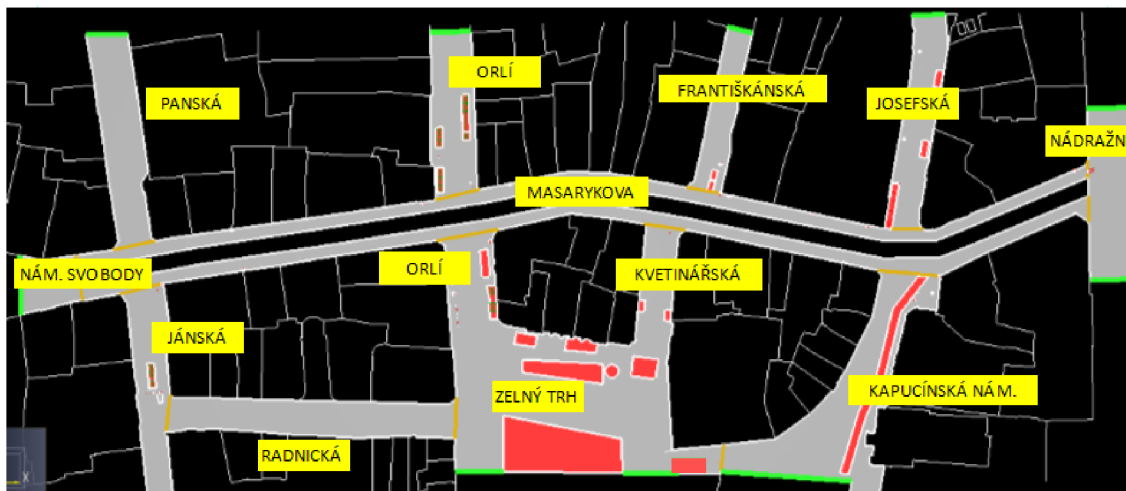 ORLÍ
PANSKÁ
FRANTIŠKÁNSKÁ
JOSEFSKÁ
NÁDRAŽN
MASARYKOVA
NÁM. SVOBODY
ORLÍ
KVETINÁŘSKÁ
JÁNSKÁ
ZELNÝ TRH
KAPUCÍNSKÁ NÁM.
RADNICKÁ
X